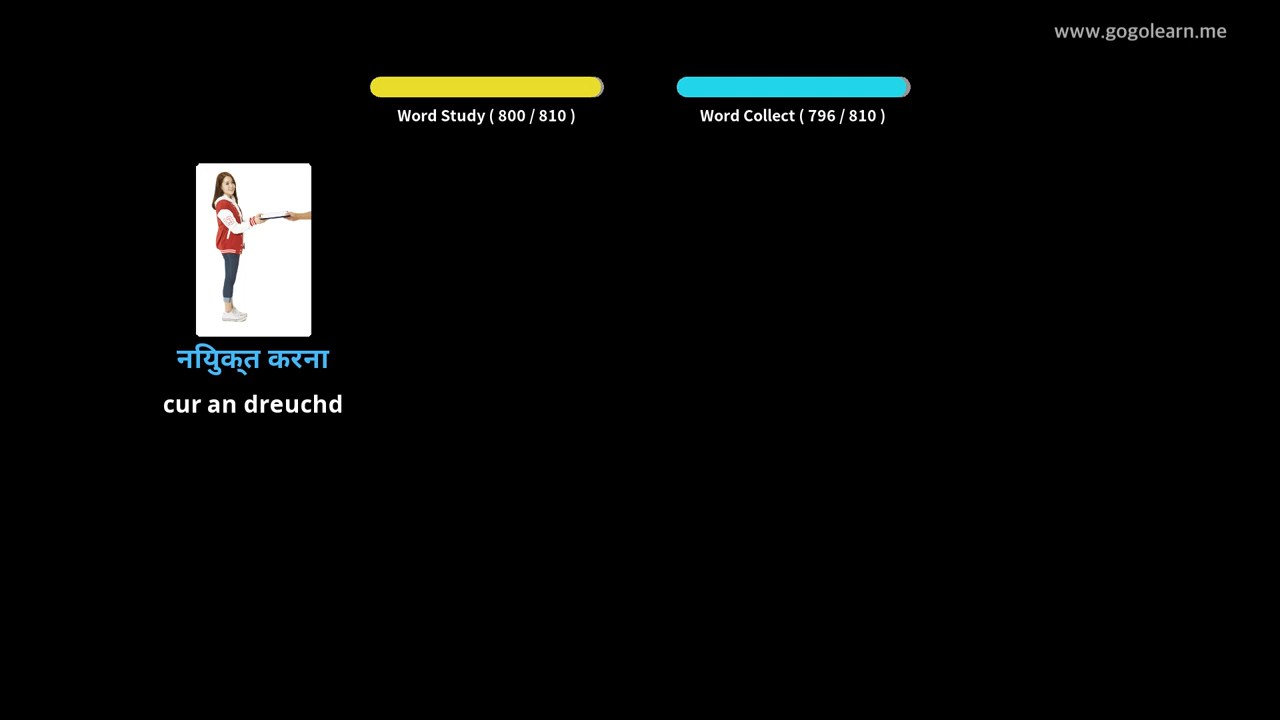 www.gogolearn.me
Word Study ( 800 / 810 )
Word Collect ( 796 / 810 )
नियुक्त करना
cur an dreuchd